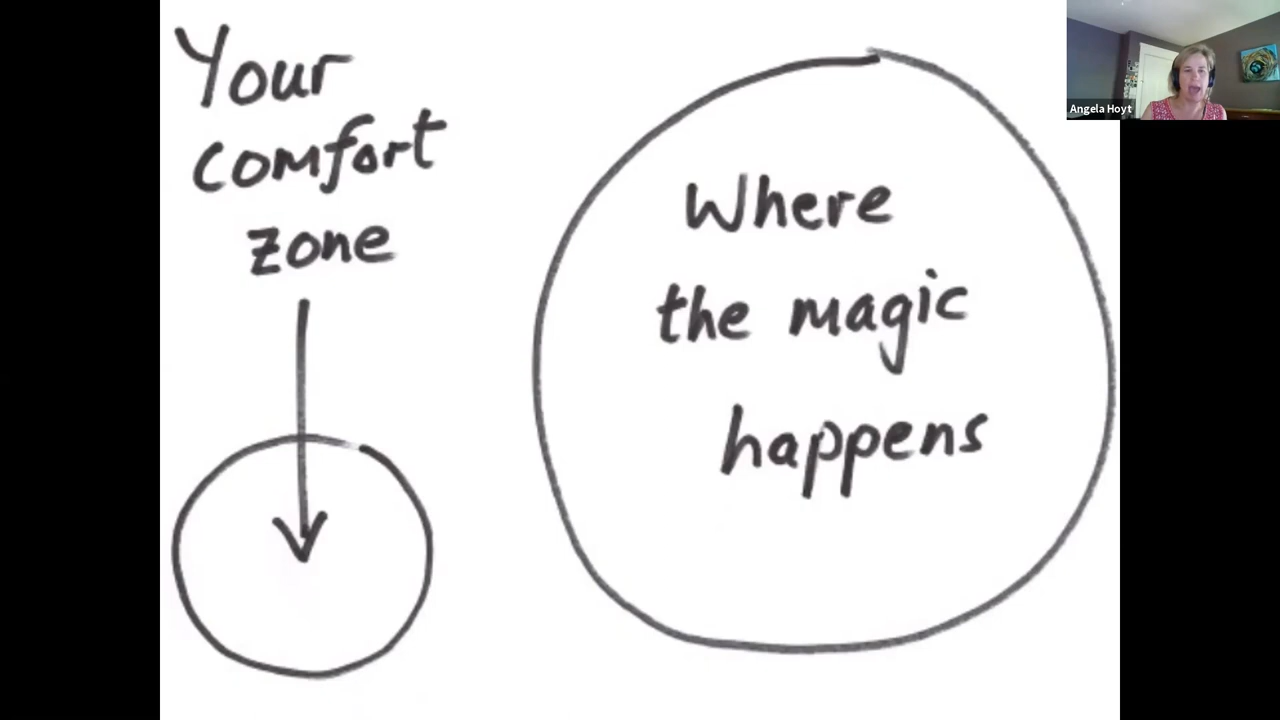 Your
comfort
zone
Where
the magic
happens
Angela Hoyt